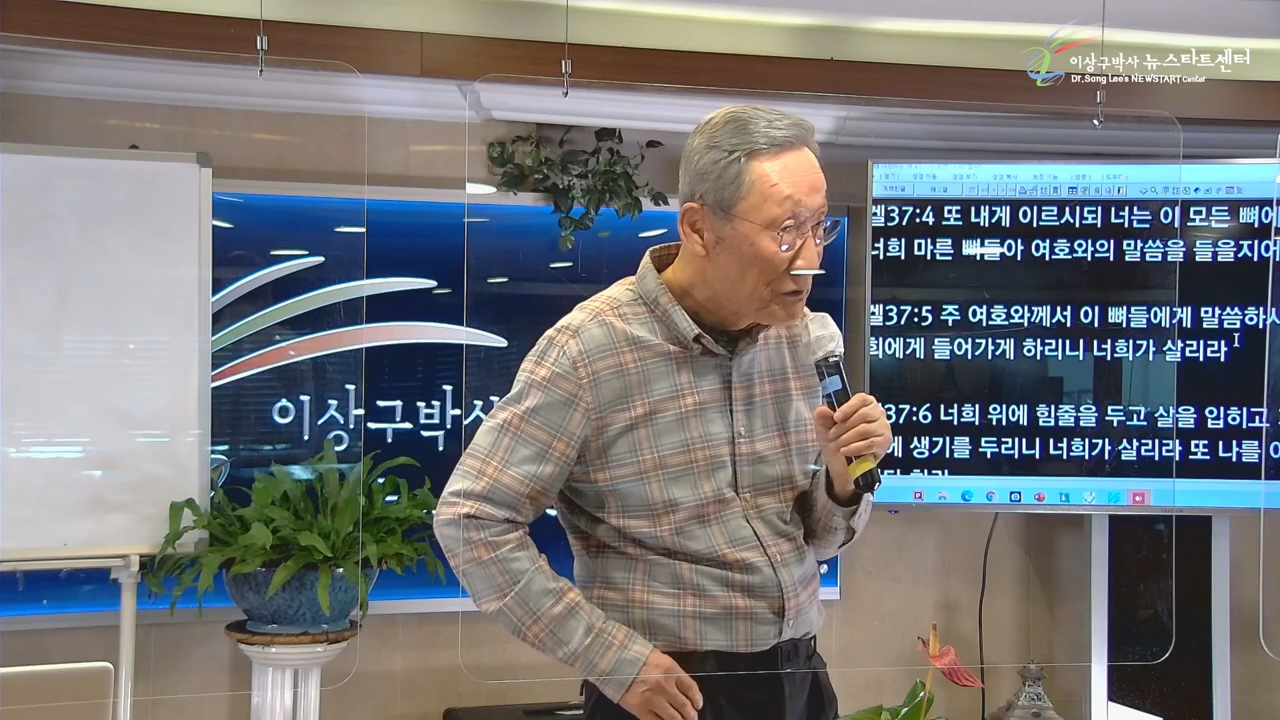 이상구박사 뉴스타트센터
Dr. Sang Lee's NEWSTART Center
이상구박사
겔37:4 또 내게 이르시되 너는 이 모든 뼈에
너희 마른 뼈들아 여호와의 말씀을 들을지어
겔37:5 주 여호와께서 이 뼈들에게 말씀하시
희에게 들어가게 하리니 너희가 살리라
37:6 너희 위에 힘줄을 두고 살을 입히고
에 생기를 두리니 너희가 살리라 또 나를